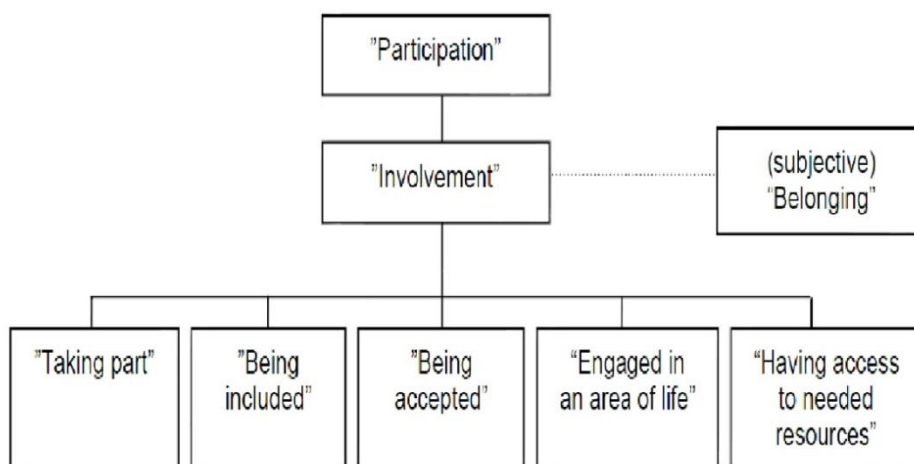 ”Participation”
”Involvement”
(subjective)
“Belonging”
”Taking part”
”Being
included”
”Being
accepted”
“Engaged in
an area of life”
“Having access
to needed
resources”